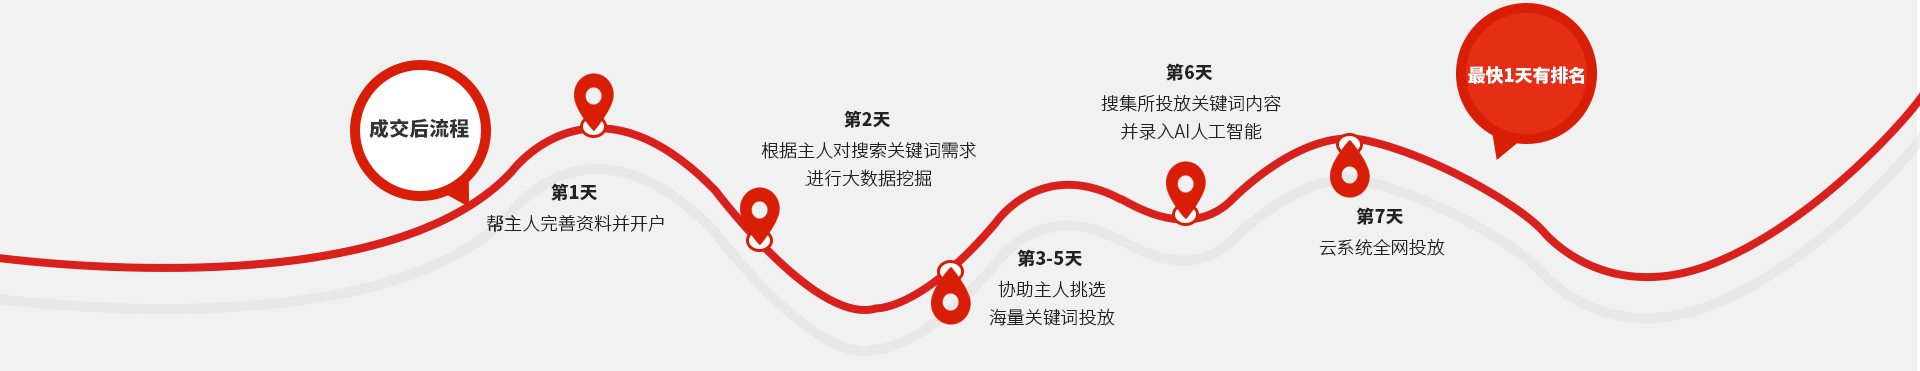 成交后流程
第1天
帮主人完善资料并开户
第2天
根据主人对搜索关键词需求
进行大数据挖掘
第3-5天
协助主人挑选
海量关键词投放
第6天
搜集所投放关键词内容
并录入AI人工智能
第7天
云系统全网投放
最快1天有排名